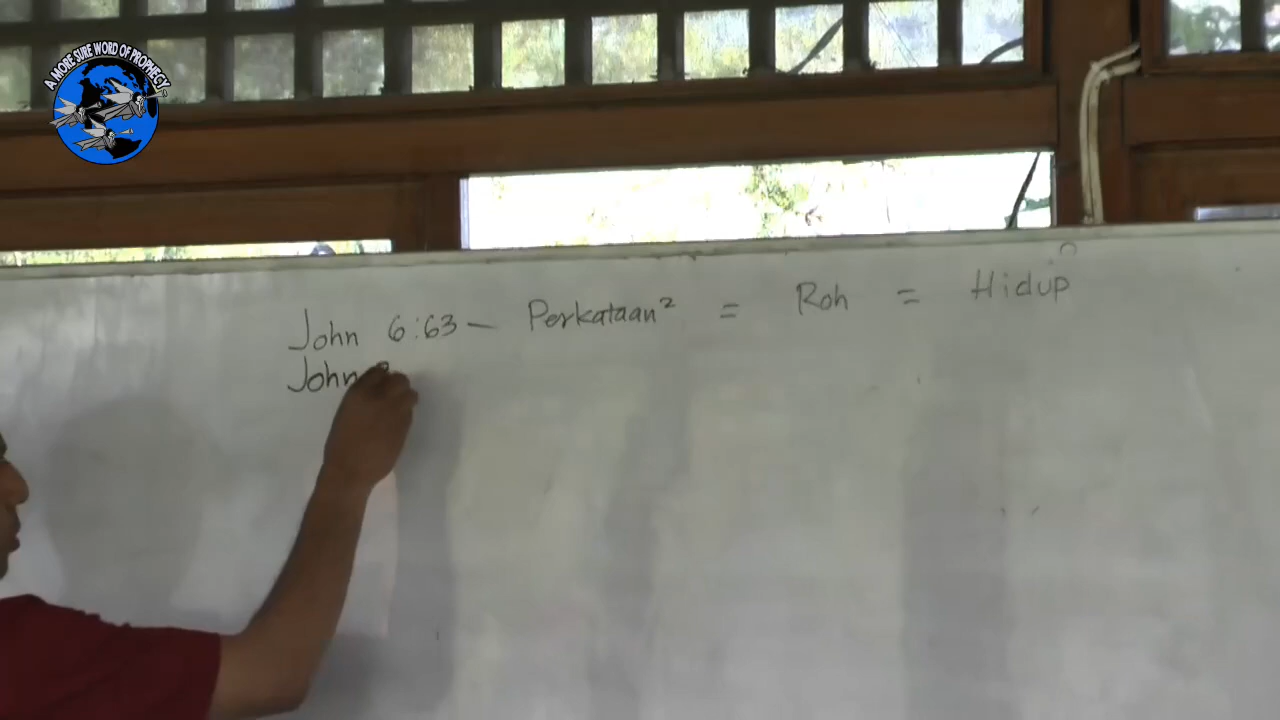 A MORE SURE WORD OF PROPHECY
John 6:63 - Perkataan² = Roh = Hidup
John